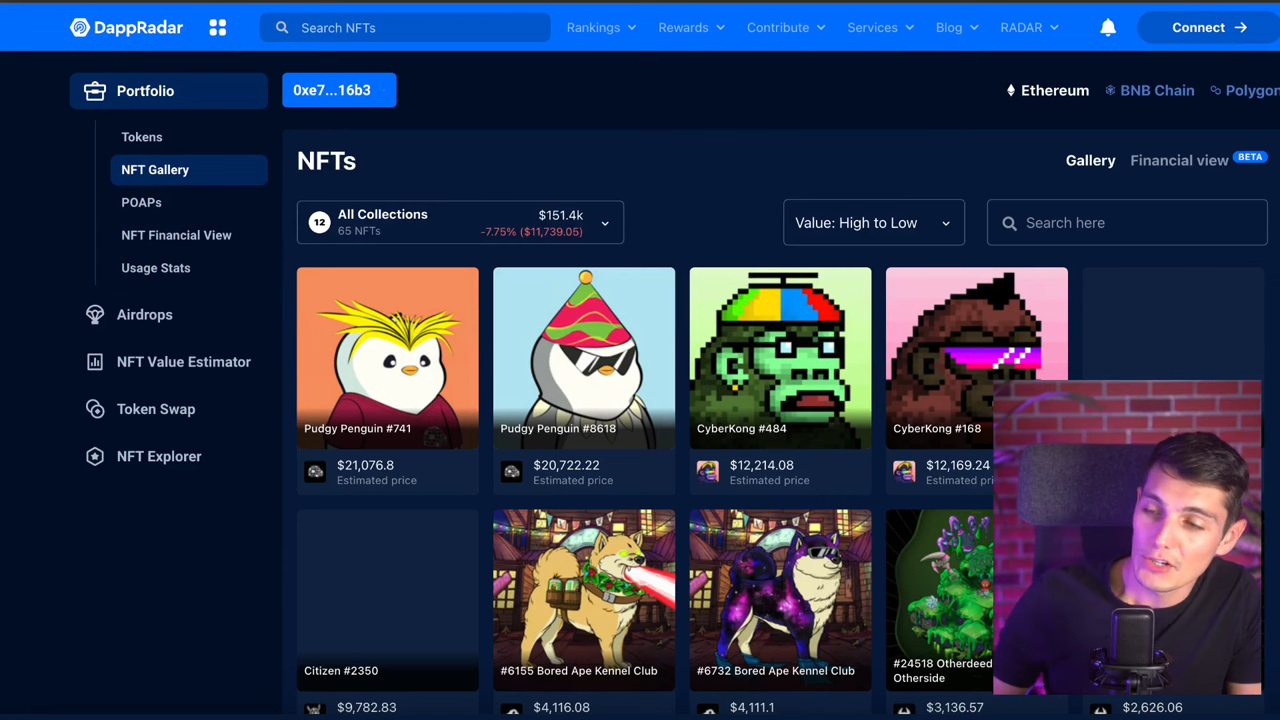 DappRadar
Search NFTs
Rankings
Rewards
Contribute
Services
Blog
RADAR
Connect
Portfolio
0xe7...16b3
Ethereum
BNB Chain
Polygon
Tokens
NFT Gallery
POAPs
NFT Financial View
Usage Stats
Airdrops
NFT Value Estimator
Token Swap
NFT Explorer
NFTs
Gallery
Financial view
BETA
12
All Collections
$151.4k
65 NFTs
-7.75% ($11,739.05)
Value: High to Low
Search here
Pudgy Penguin #741
Pudgy Penguin #8618
CyberKong #484
CyberKong #168
$21,076.8
Estimated price
$20,722.22
Estimated price
$12,214.08
Estimated price
$12,169.24
Estimated pri
Citizen #2350
#6155 Bored Ape Kennel Club
#6732 Bored Ape Kennel Club
#24518 Otherdeed
Otherside
$9,782.83
$4,116.08
$4,111.1
$3,136.57
$2,626.06